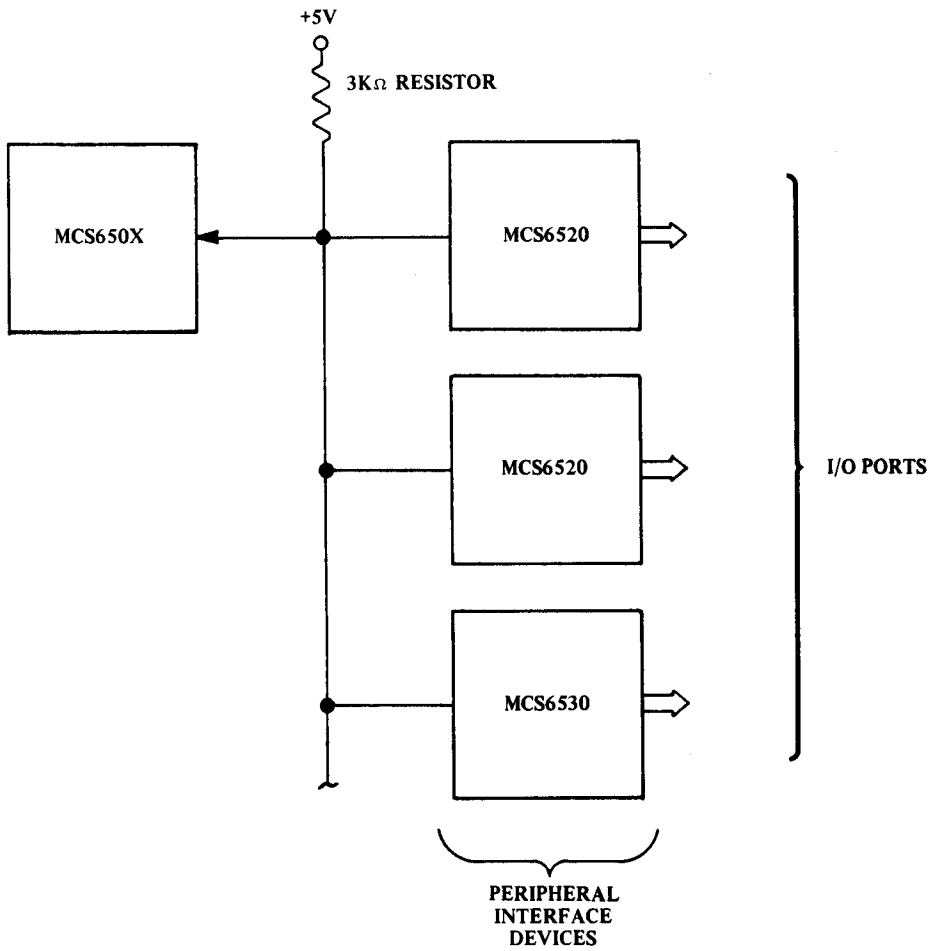 +5V
3KΩ RESISTOR
MCS650X
MCS6520
MCS6520
I/O PORTS
MCS6530
PERIPHERAL
INTERFACE
DEVICES